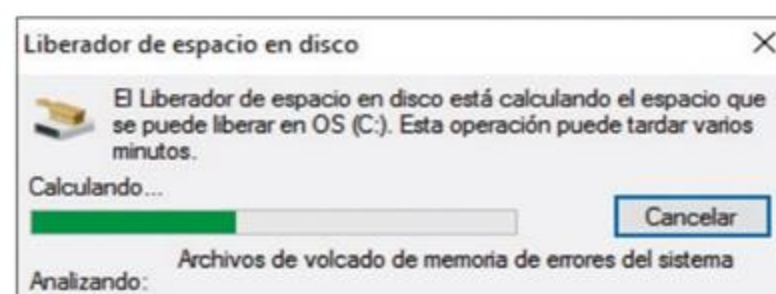 Liberador de espacio en disco
El Liberador de espacio en disco está calculando el espacio que
se puede liberar en OS (C:). Esta operación puede tardar varios
minutos.
Calculando...
Cancelar
Archivos de volcado de memoria de errores del sistema
Analizando: